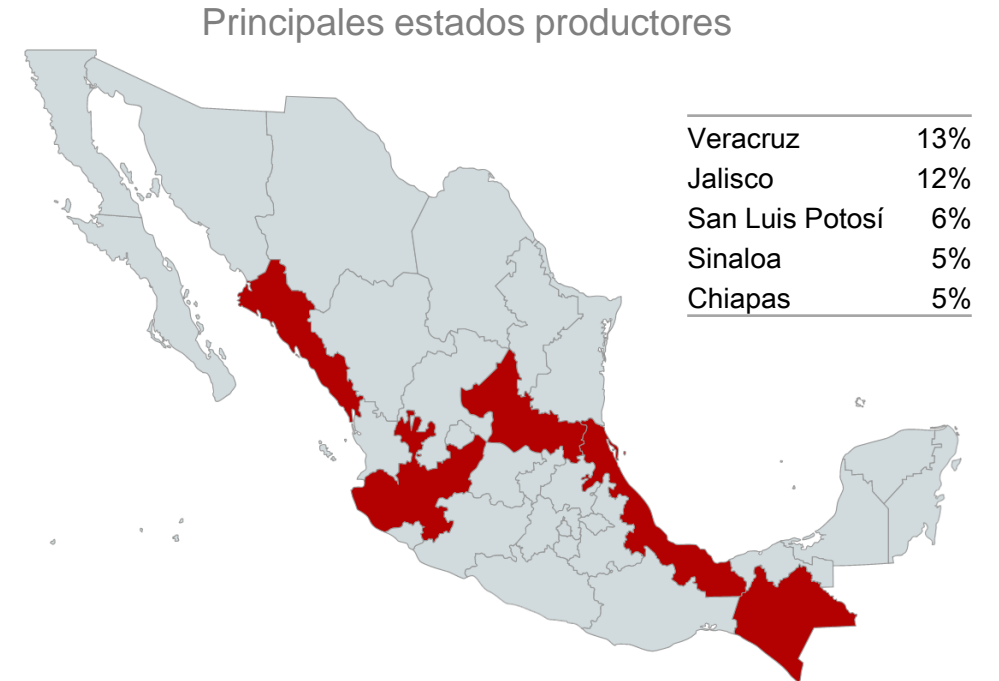 Principales estados productores
Veracruz 13%
Jalisco 12%
San Luis Potosí 6%
Sinaloa 5%
Chiapas 5%